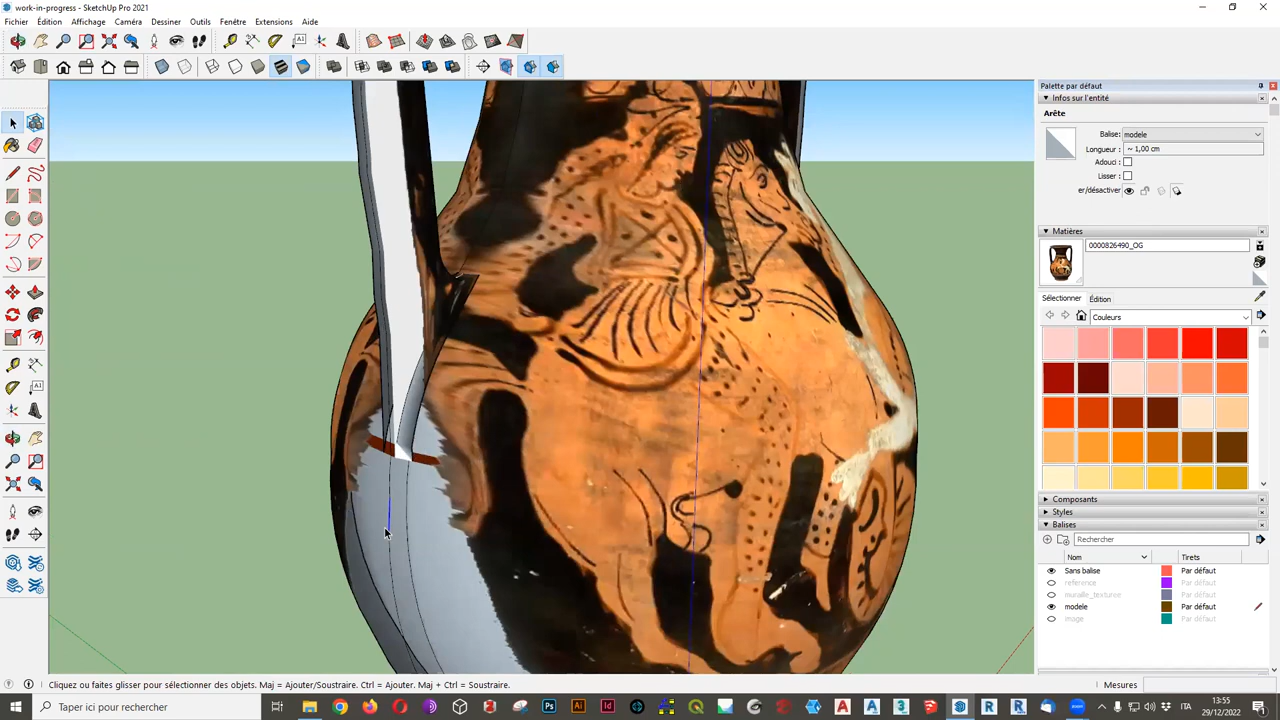 work-in-progress - SketchUp Pro 2021
Fichier Édition Affichage Caméra Dessiner Outils Fenêtre Extensions Aide
Palette par défaut
Infos sur l'entité
Arête
Balise: modele
Longueur: ~ 1,00 cm
Adouci :
Lisser :
er/désactiver
Matières
0000826490_OG
Sélectionner Édition
Couleurs
Composants
Styles
Balises
Rechercher
Nom Tirets
Sans balise Par défaut
reference Par défaut
muraille_texturee Par défaut
modele Par défaut
image Par défaut
Cliquez ou faites glisser pour sélectionner des objets. Maj = Ajouter/Soustraire. Ctrl = Ajouter. Maj + Ctrl = Soustraire.
Mesures
Taper ici pour rechercher
ITA
13:55
29/12/2022